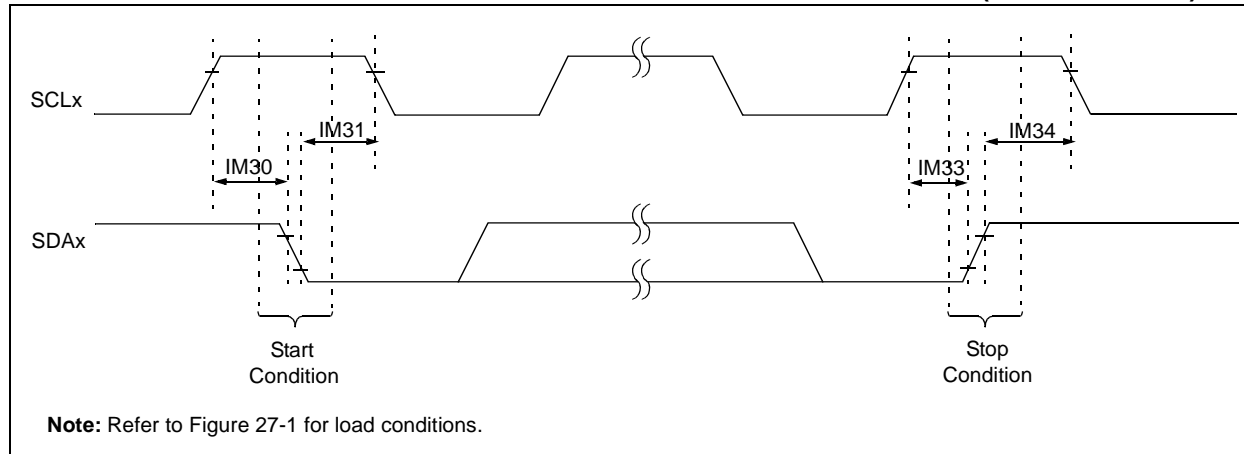 SCLx
IM31
IM34
IM30
IM33
SDAx
Start
Condition
Stop
Condition
Note: Refer to Figure 27-1 for load conditions.